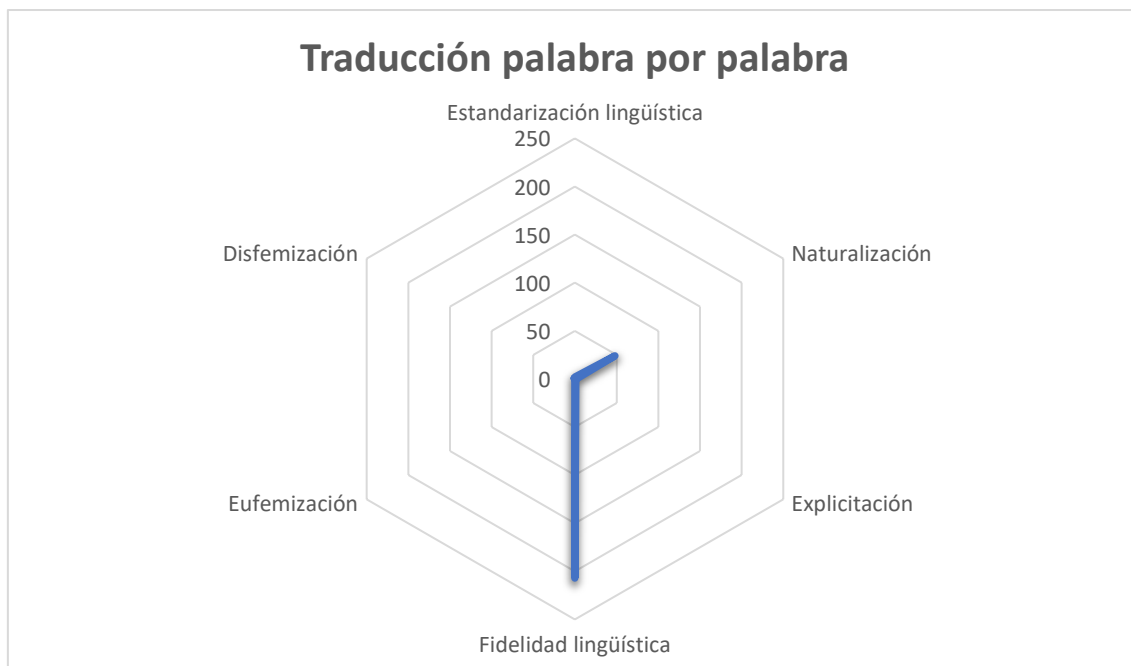 Traducción palabra por palabra
Estandarización lingüística
250
200
150
100
50
0
Disfemización
Naturalización
Eufemización
Explicitación
Fidelidad lingüística